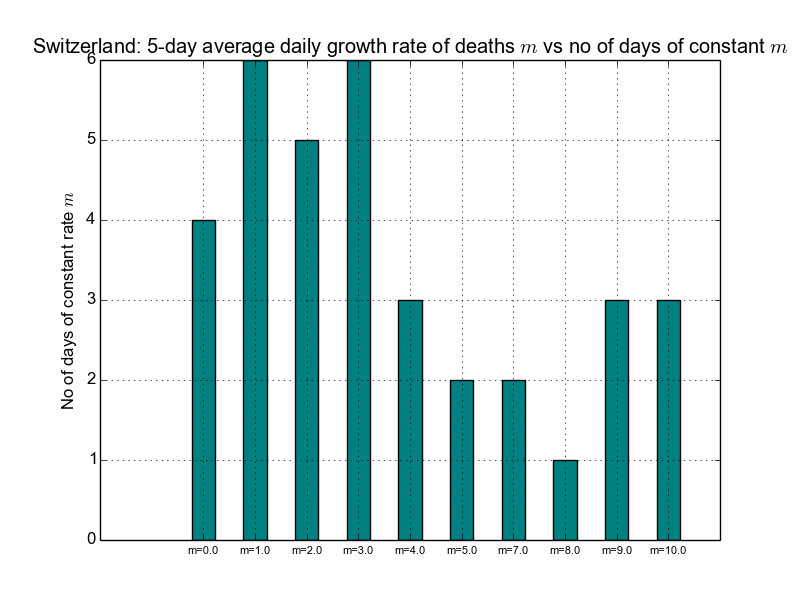 Switzerland: 5-day average daily growth rate of deaths m vs no of days of constant m
6
5
4
3
2
1
0
No of days of constant rate m
m=0.0 m=1.0 m=2.0 m=3.0 m=4.0 m=5.0 m=7.0 m=8.0 m=9.0 m=10.0